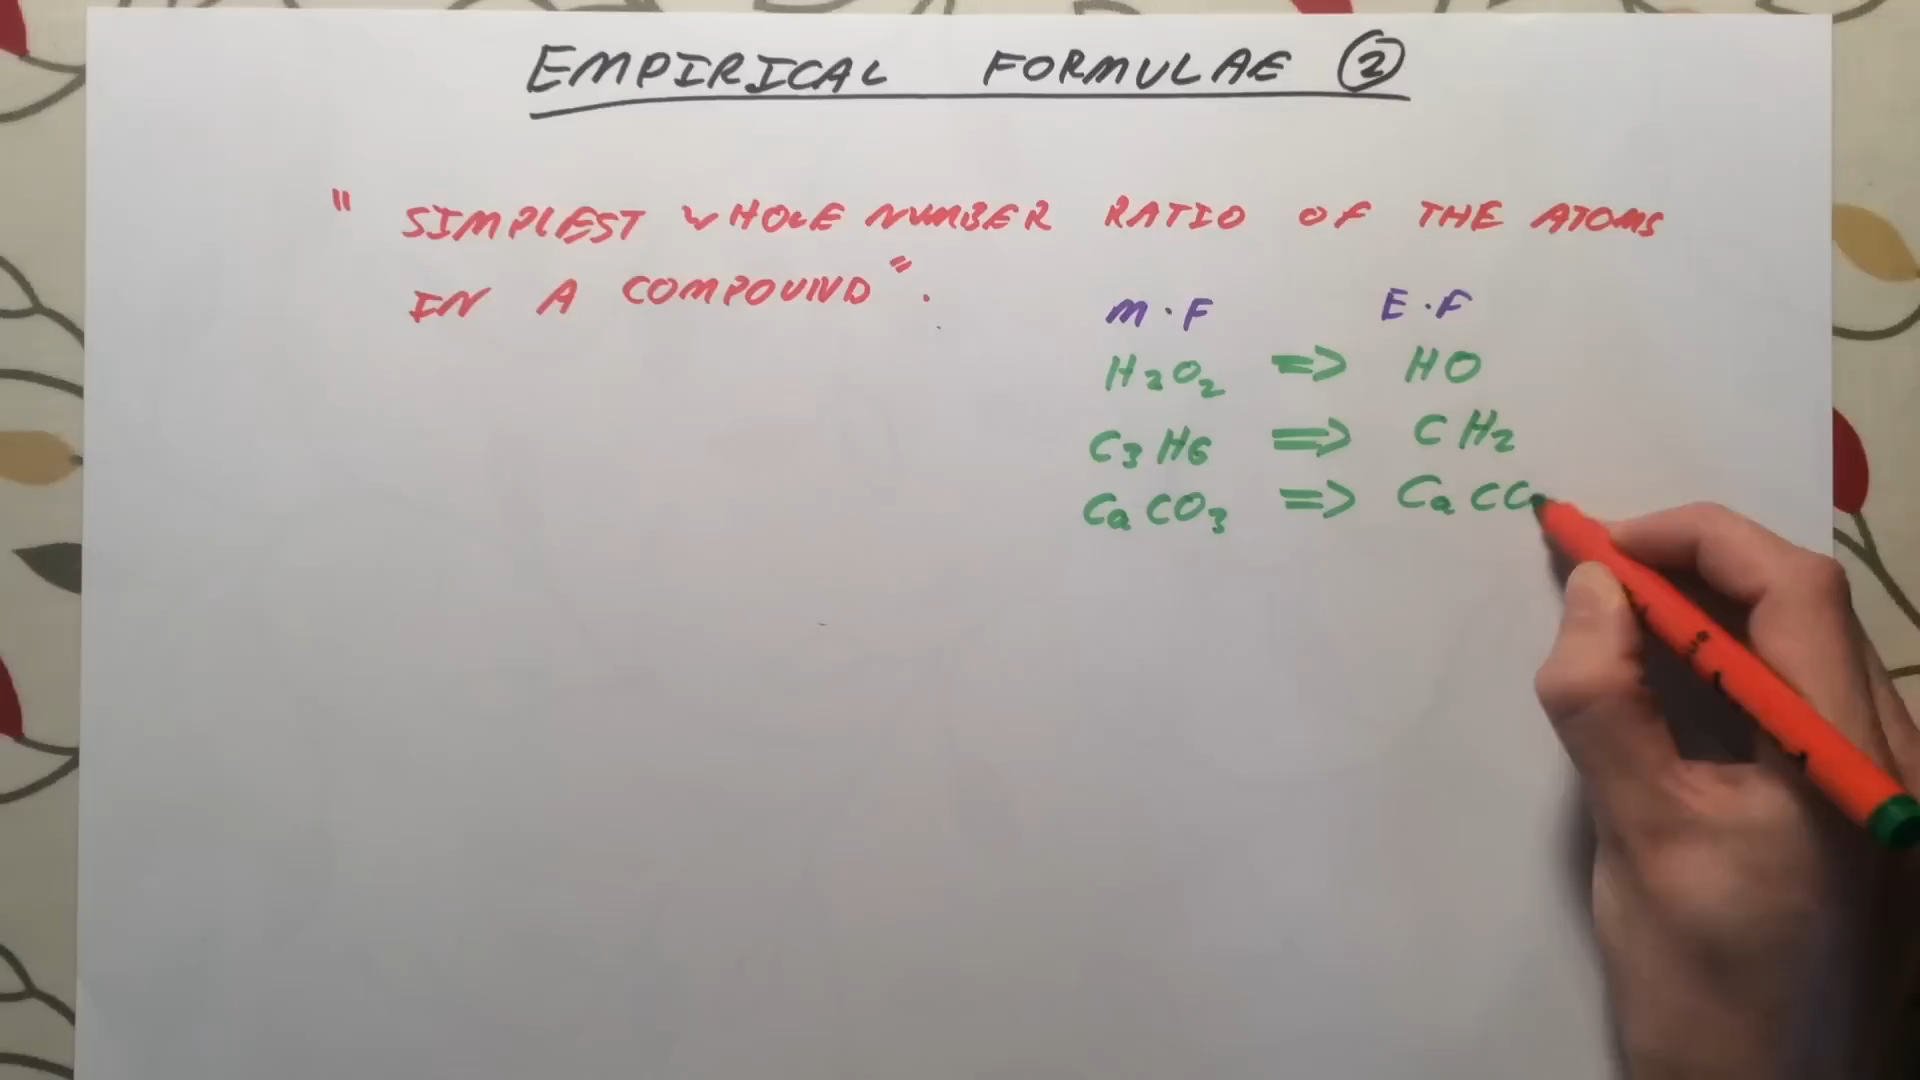 EMPIRICAL FORMULAE ②
" SIMPLEST WHOLE NUMBER RATIO OF THE ATOMS
IN A COMPOUND".
M.F E.F
H2O2 => HO
C3H6 => CH2
CaCO3 => CaCO